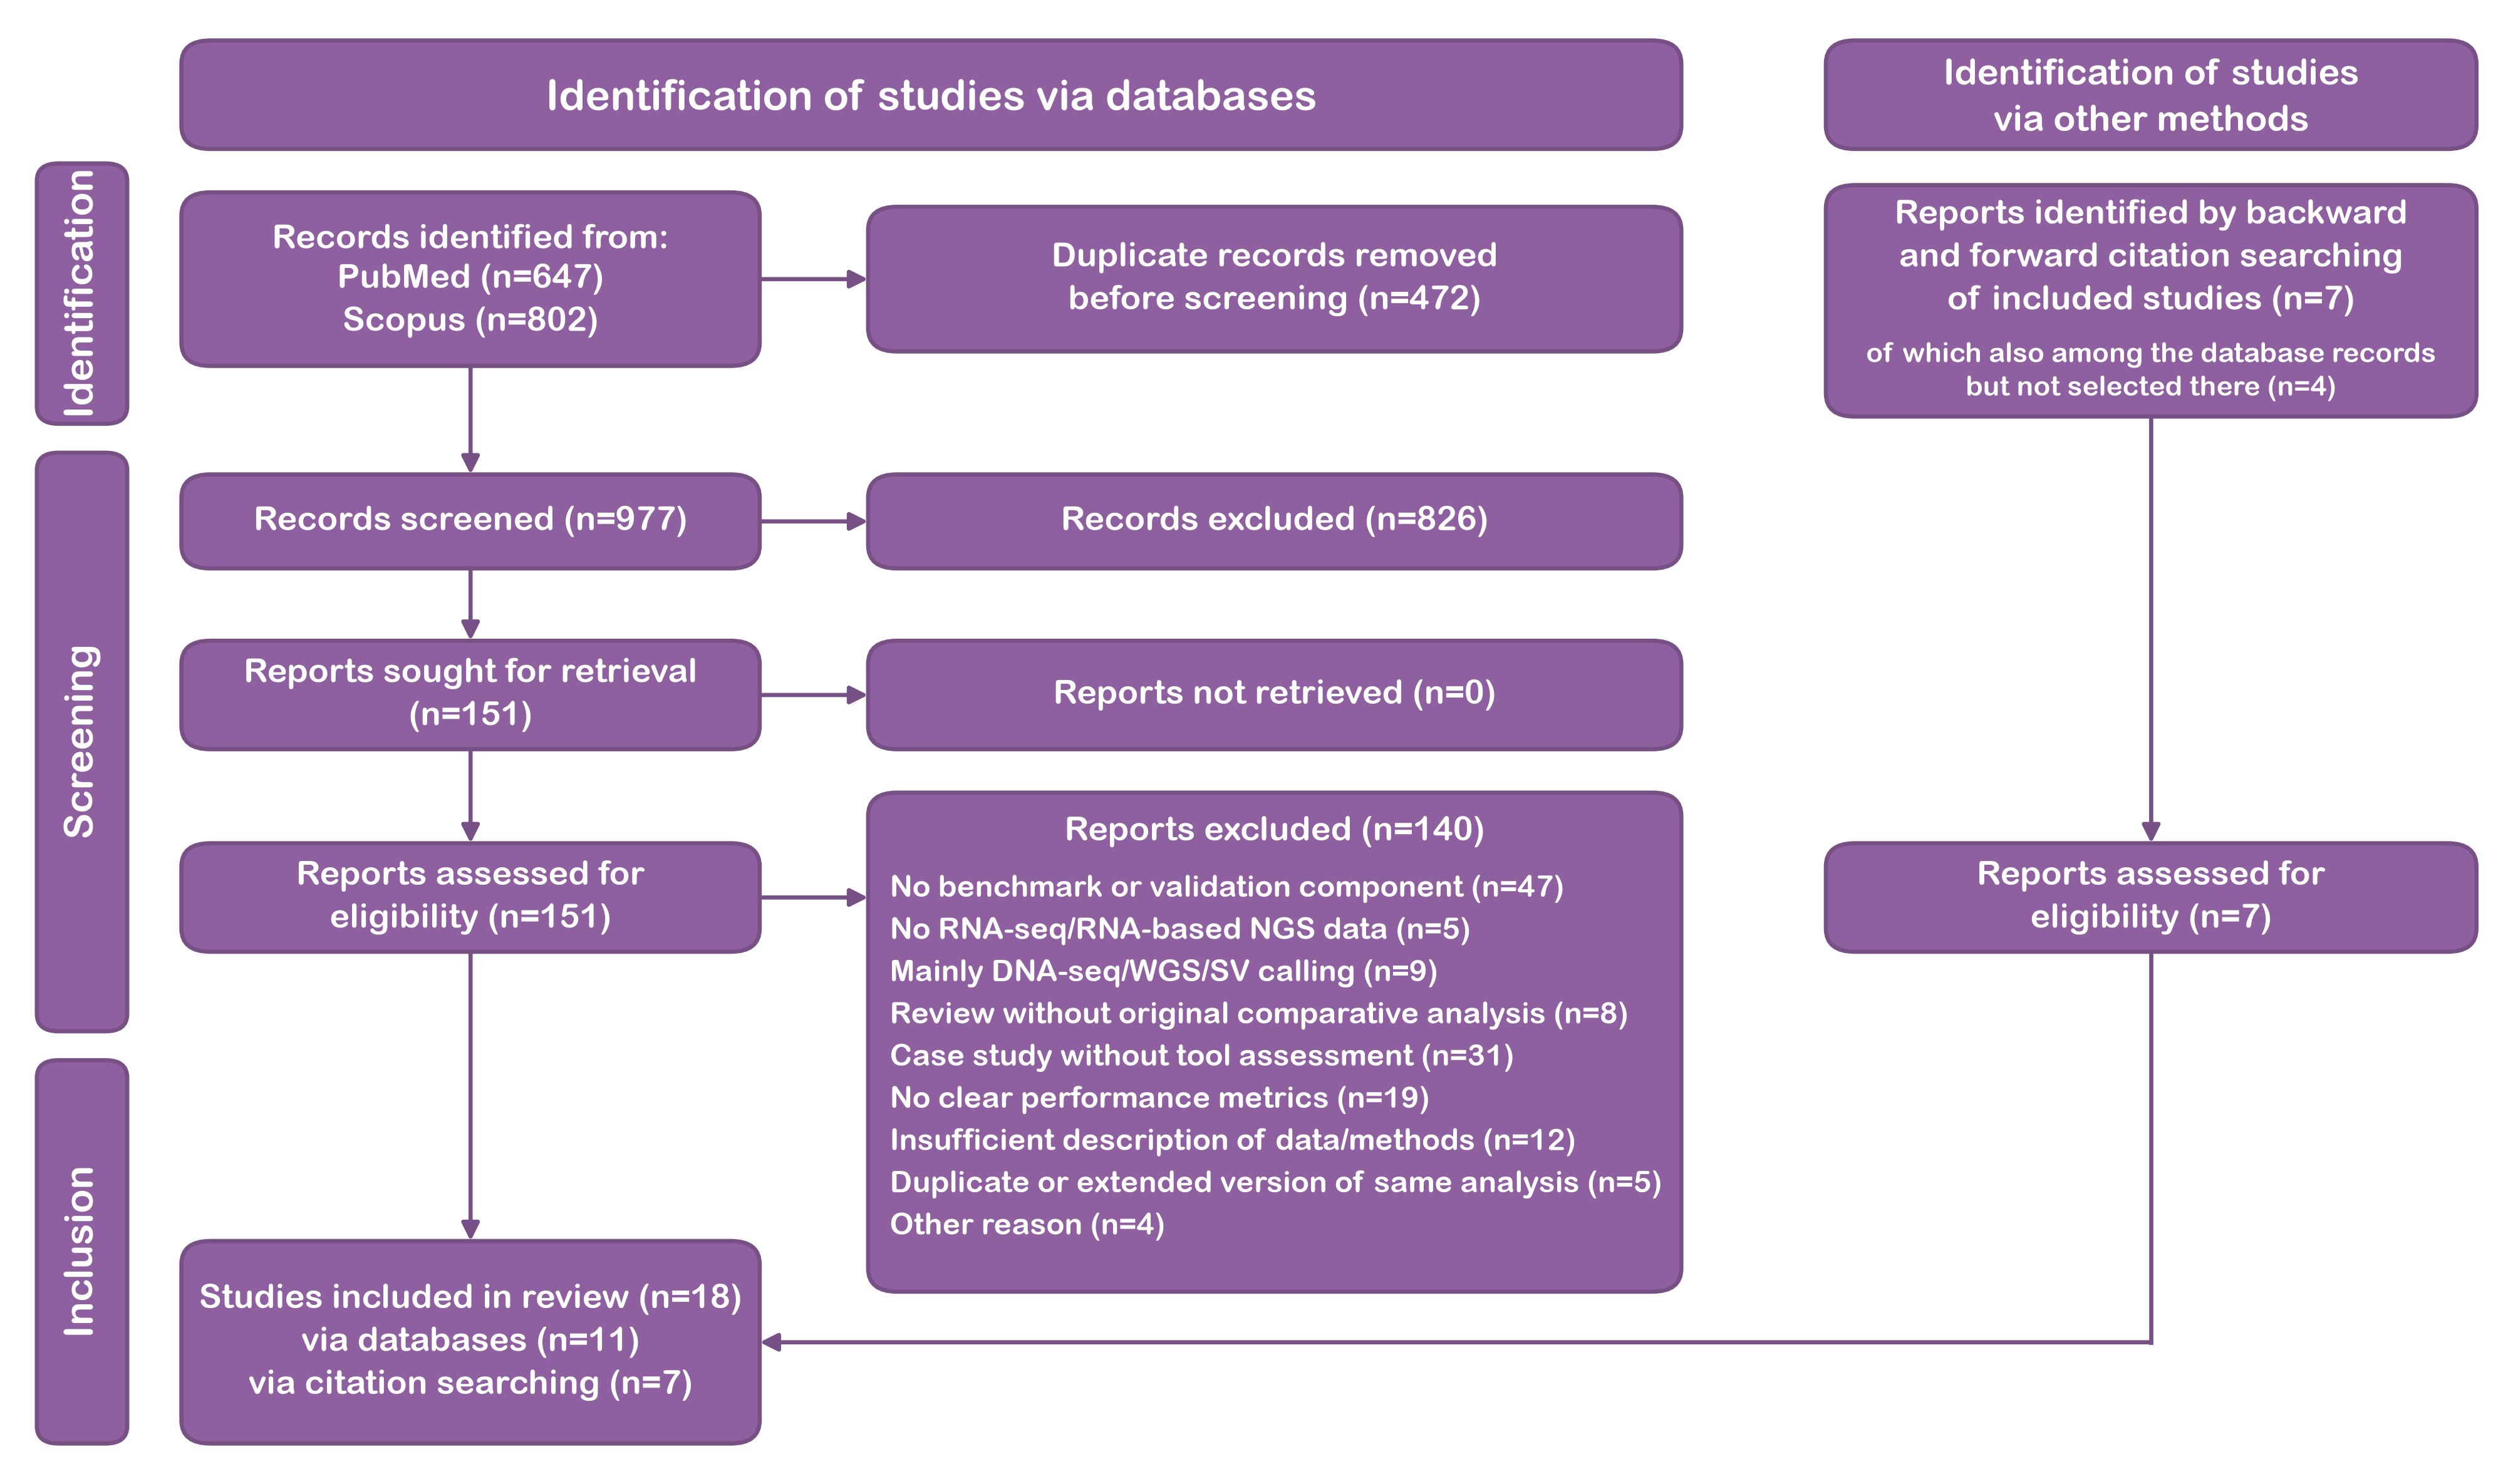 Identification of studies via databases
Identification of studies
via other methods
Identification
Records identified from:
PubMed (n=647)
Scopus (n=802)
Duplicate records removed
before screening (n=472)
Reports identified by backward
and forward citation searching
of included studies (n=7)
of which also among the database records
but not selected there (n=4)
Screening
Records screened (n=977)
Records excluded (n=826)
Reports sought for retrieval
(n=151)
Reports not retrieved (n=0)
Reports assessed for
eligibility (n=151)
Reports excluded (n=140)
No benchmark or validation component (n=47)
No RNA-seq/RNA-based NGS data (n=5)
Mainly DNA-seq/WGS/SV calling (n=9)
Review without original comparative analysis (n=8)
Case study without tool assessment (n=31)
No clear performance metrics (n=19)
Insufficient description of data/methods (n=12)
Duplicate or extended version of same analysis (n=5)
Other reason (n=4)
Reports assessed for
eligibility (n=7)
Inclusion
Studies included in review (n=18)
via databases (n=11)
via citation searching (n=7)